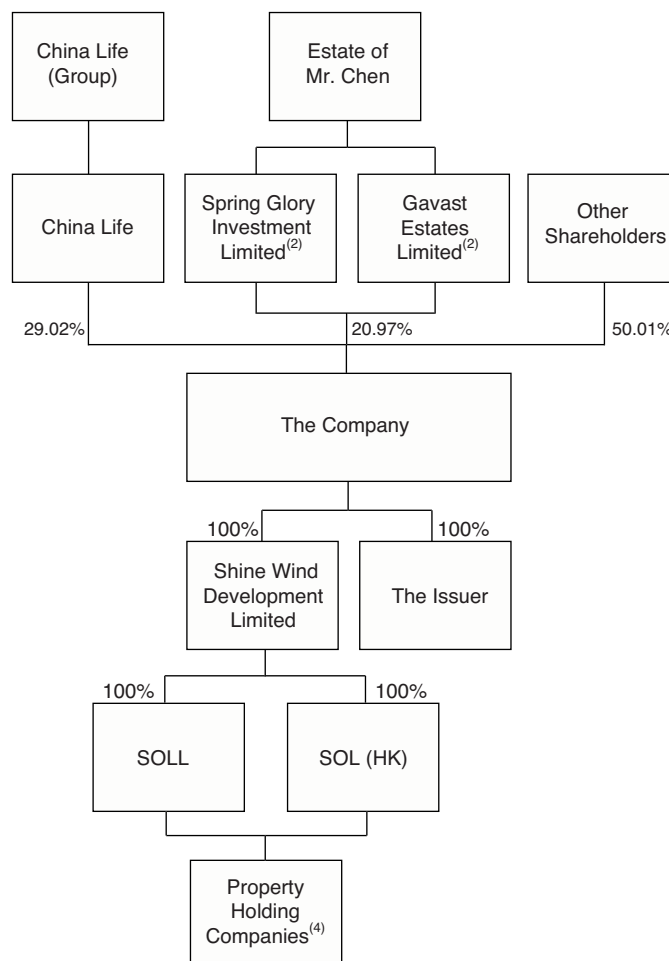 China Life
(Group)
Estate of
Mr. Chen
China Life
Spring Glory
Investment
Limited(2)
Gavast
Estates
Limited(2)
Other
Shareholders
29.02%
20.97%
50.01%
The Company
100%
100%
Shine Wind
Development
Limited
The Issuer
100%
100%
SOLL
SOL (HK)
Property
Holding
Companies(4)